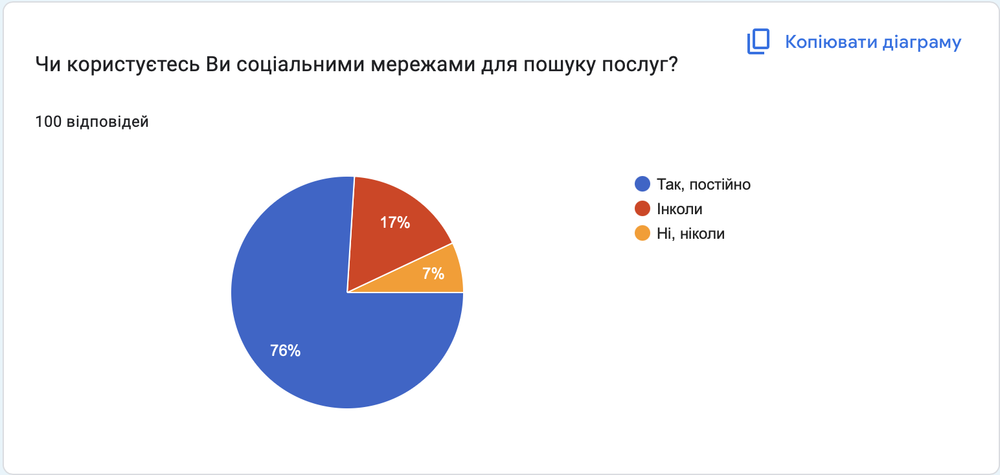 Копіювати діаграму
Чи користуєтесь Ви соціальними мережами для пошуку послуг?
100 відповідей
Так, постійно
Інколи
Ні, ніколи
17%
7%
76%